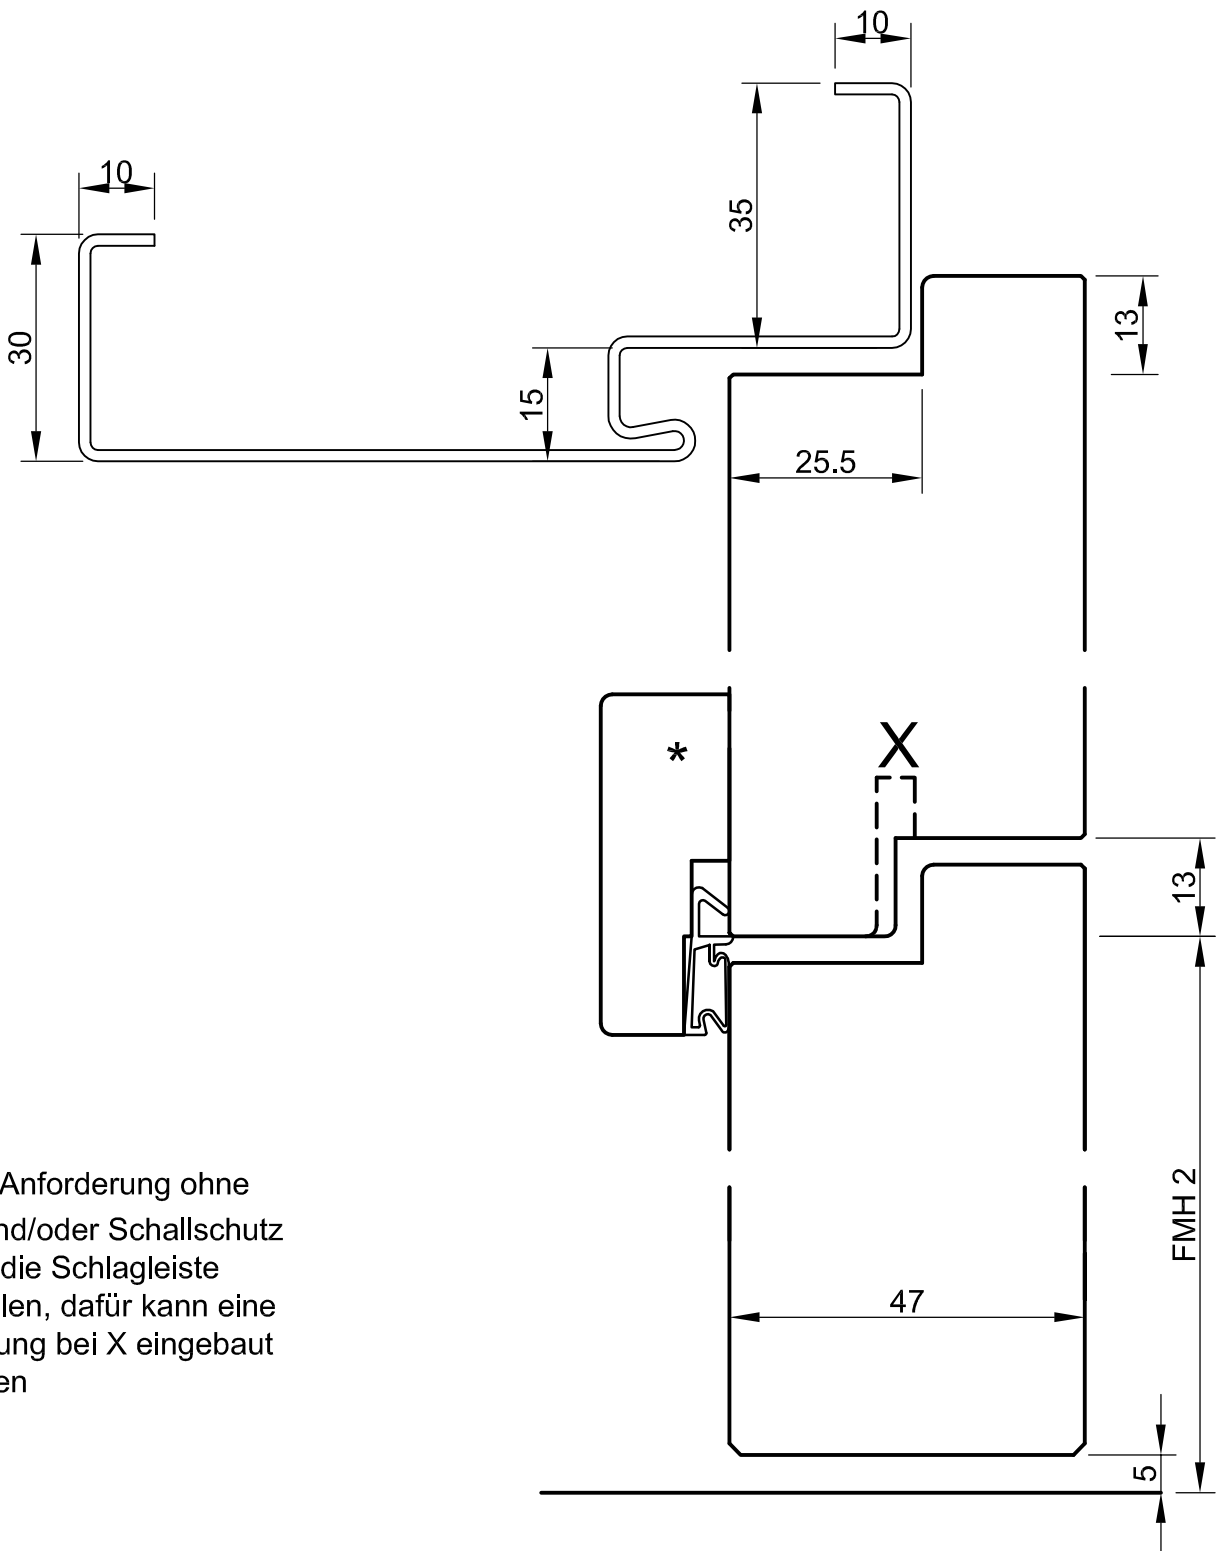 10
10
35
30
13
15
25.5
*
X
13
Anforderung ohne
nd/oder Schallschutz
die Schlagleiste
len, dafür kann eine
ung bei X eingebaut
en
FMH 2
47
5